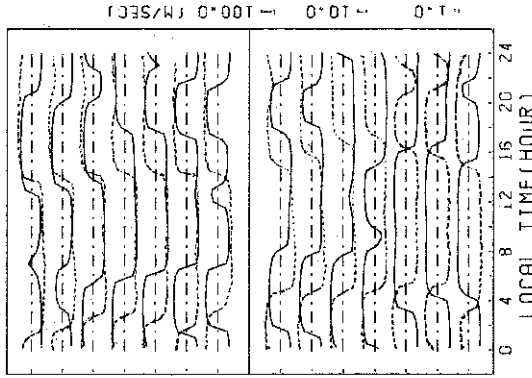 ⊢ 100.0 (M/SEC)
⊢ 10.0
⊢ 1.0
0 4 8 12 16 20 24
LOCAL TIME(HOUR)